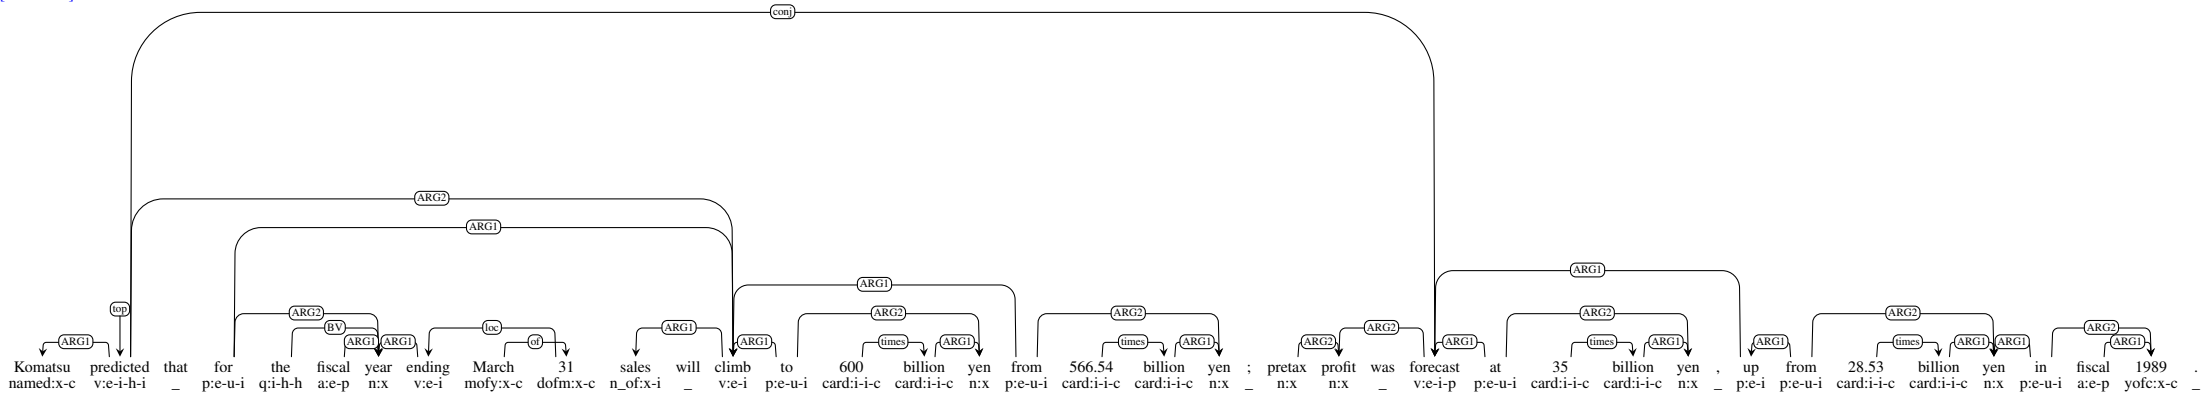 conj
ARG2
ARG1
ARG1 ARG1
top ARG2 ARG2 ARG2 ARG2 ARG2
BV loc ARG1 ARG2 ARG2
ARG1 ARG1 ARG1 of ARG1 times ARG1 times ARG1 ARG2 ARG1 times ARG1 ARG1 times ARG1 ARG1 ARG1
Komatsu predicted that for the fiscal year ending March 31 sales will climb to 600 billion yen from 566.54 billion yen ; pretax profit was forecast at 35 billion yen , up from 28.53 billion yen in fiscal 1989 .
named:x-c v:e-i-h-i _ p:e-u-i q:i-h-h a:e-p n:x v:e-i mofy:x-c dofm:x-c n_of:x-i _ v:e-i p:e-u-i card:i-i-c card:i-i-c n:x p:e-u-i card:i-i-c card:i-i-c n:x _ n:x n:x _ v:e-i-p p:e-u-i card:i-i-c card:i-i-c n:x _ p:e-i p:e-u-i card:i-i-c card:i-i-c n:x p:e-u-i a:e-p yofc:x-c _